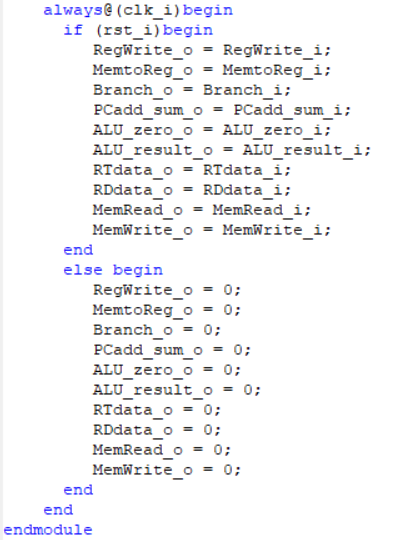 always@(clk_i)begin
if (rst_i)begin
RegWrite_o = RegWrite_i;
MemtoReg_o = MemtoReg_i;
Branch_o = Branch_i;
PCadd_sum_o = PCadd_sum_i;
ALU_zero_o = ALU_zero_i;
ALU_result_o = ALU_result_i;
RTdata_o = RTdata_i;
RDdata_o = RDdata_i;
MemRead_o = MemRead_i;
MemWrite_o = MemWrite_i;
end
else begin
RegWrite_o = 0;
MemtoReg_o = 0;
Branch_o = 0;
PCadd_sum_o = 0;
ALU_zero_o = 0;
ALU_result_o = 0;
RTdata_o = 0;
RDdata_o = 0;
MemRead_o = 0;
MemWrite_o = 0;
end
end
endmodule